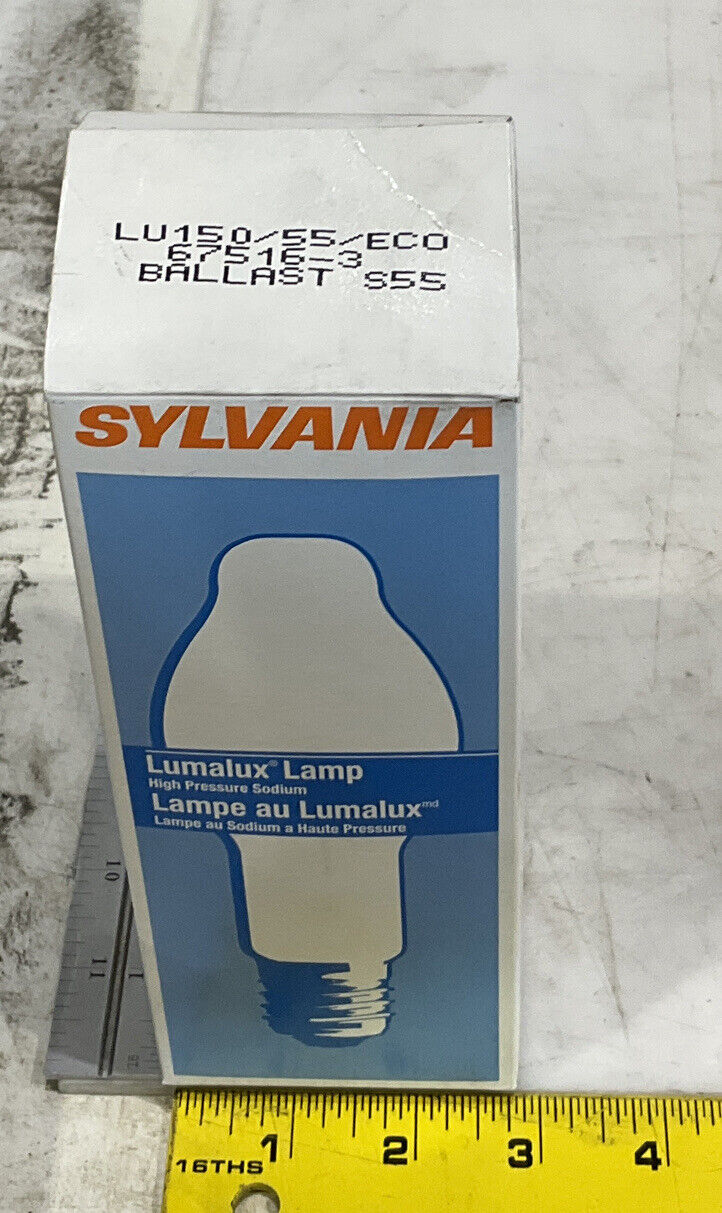 LU150/55/ECO
67516-3
BALLAST S55
SYLVANIA
Lumalux® Lamp
High Pressure Sodium
Lampe au Lumalux md
Lampe au Sodium a Haute Pressure
10
11
1 2 3 4
16THS